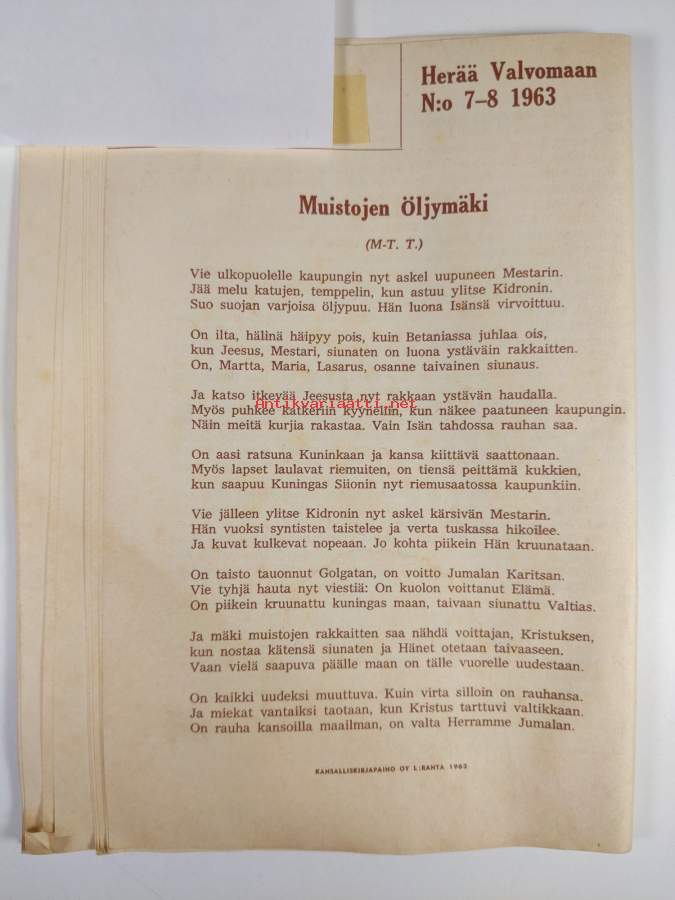 Herää Valvomaan
N:o 7–8 1963
Muistojen Öljymäki
(M-T. T.)
Vie ulkopuolelle kaupungin nyt askel uupuneen Mestarin.
Jää melu katujen, temppelin, kun astuu ylitse Kidronin.
Suo suojan varjoisa öljypuu. Hän luona Isänsä virvoittuu.
On ilta, hälinä häipyy pois, kuin Betaniassa juhlaa ois,
kun Jeesus, Mestari, siunaten on luona ystäväin rakkaitten.
On, Martta, Maria, Lasarus, osanne taivainen siunaus.
Ja katso itkevää Jeesusta nyt rakkaan ystävän haudalla.
Antikvariaatti.net
Myös puhkee katkeriin kyyneliin, kun näkee paatuneen kaupungin.
Näin meitä kurjia rakastaa. Vain Isän tahdossa rauhan saa.
On aasi ratsuna Kuninkaan ja kansa kiittävä saattonaan.
Myös lapset laulavat riemuiten, on tiensä peittämä kukkien,
kun saapuu Kuningas Siionin nyt riemusaatossa kaupunkiin.
Vie jälleen ylitse Kidronin nyt askel kärsivän Mestarin.
Hän vuoksi syntisten taistelee ja verta tuskassa hikoilee.
Ja kuvat kulkevat nopeaan. Jo kohta piikein Hän kruunataan.
On taisto tauonnut Golgatan, on voitto Jumalan Karitsan.
Vie tyhjä hauta nyt viestiä: On kuolon voittanut Elämä.
On piikein kruunattu kuningas maan, taivaan siunattu Valtias.
Ja mäki muistojen rakkaitten saa nähdä voittajan, Kristuksen,
kun nostaa kätensä siunaten ja Hänet otetaan taivaaseen.
Vaan vielä saapuva päälle maan on tälle vuorelle uudestaan.
On kaikki uudeksi muuttuva. Kuin virta silloin on rauhansa.
Ja miekat vantaiksi taotaan, kun Kristus tarttuvi valtikkaan.
On rauha kansoilla maailman, on valta Herramme Jumalan.
KANSALLISKIRJAPAINO OY L:RANTA 1963